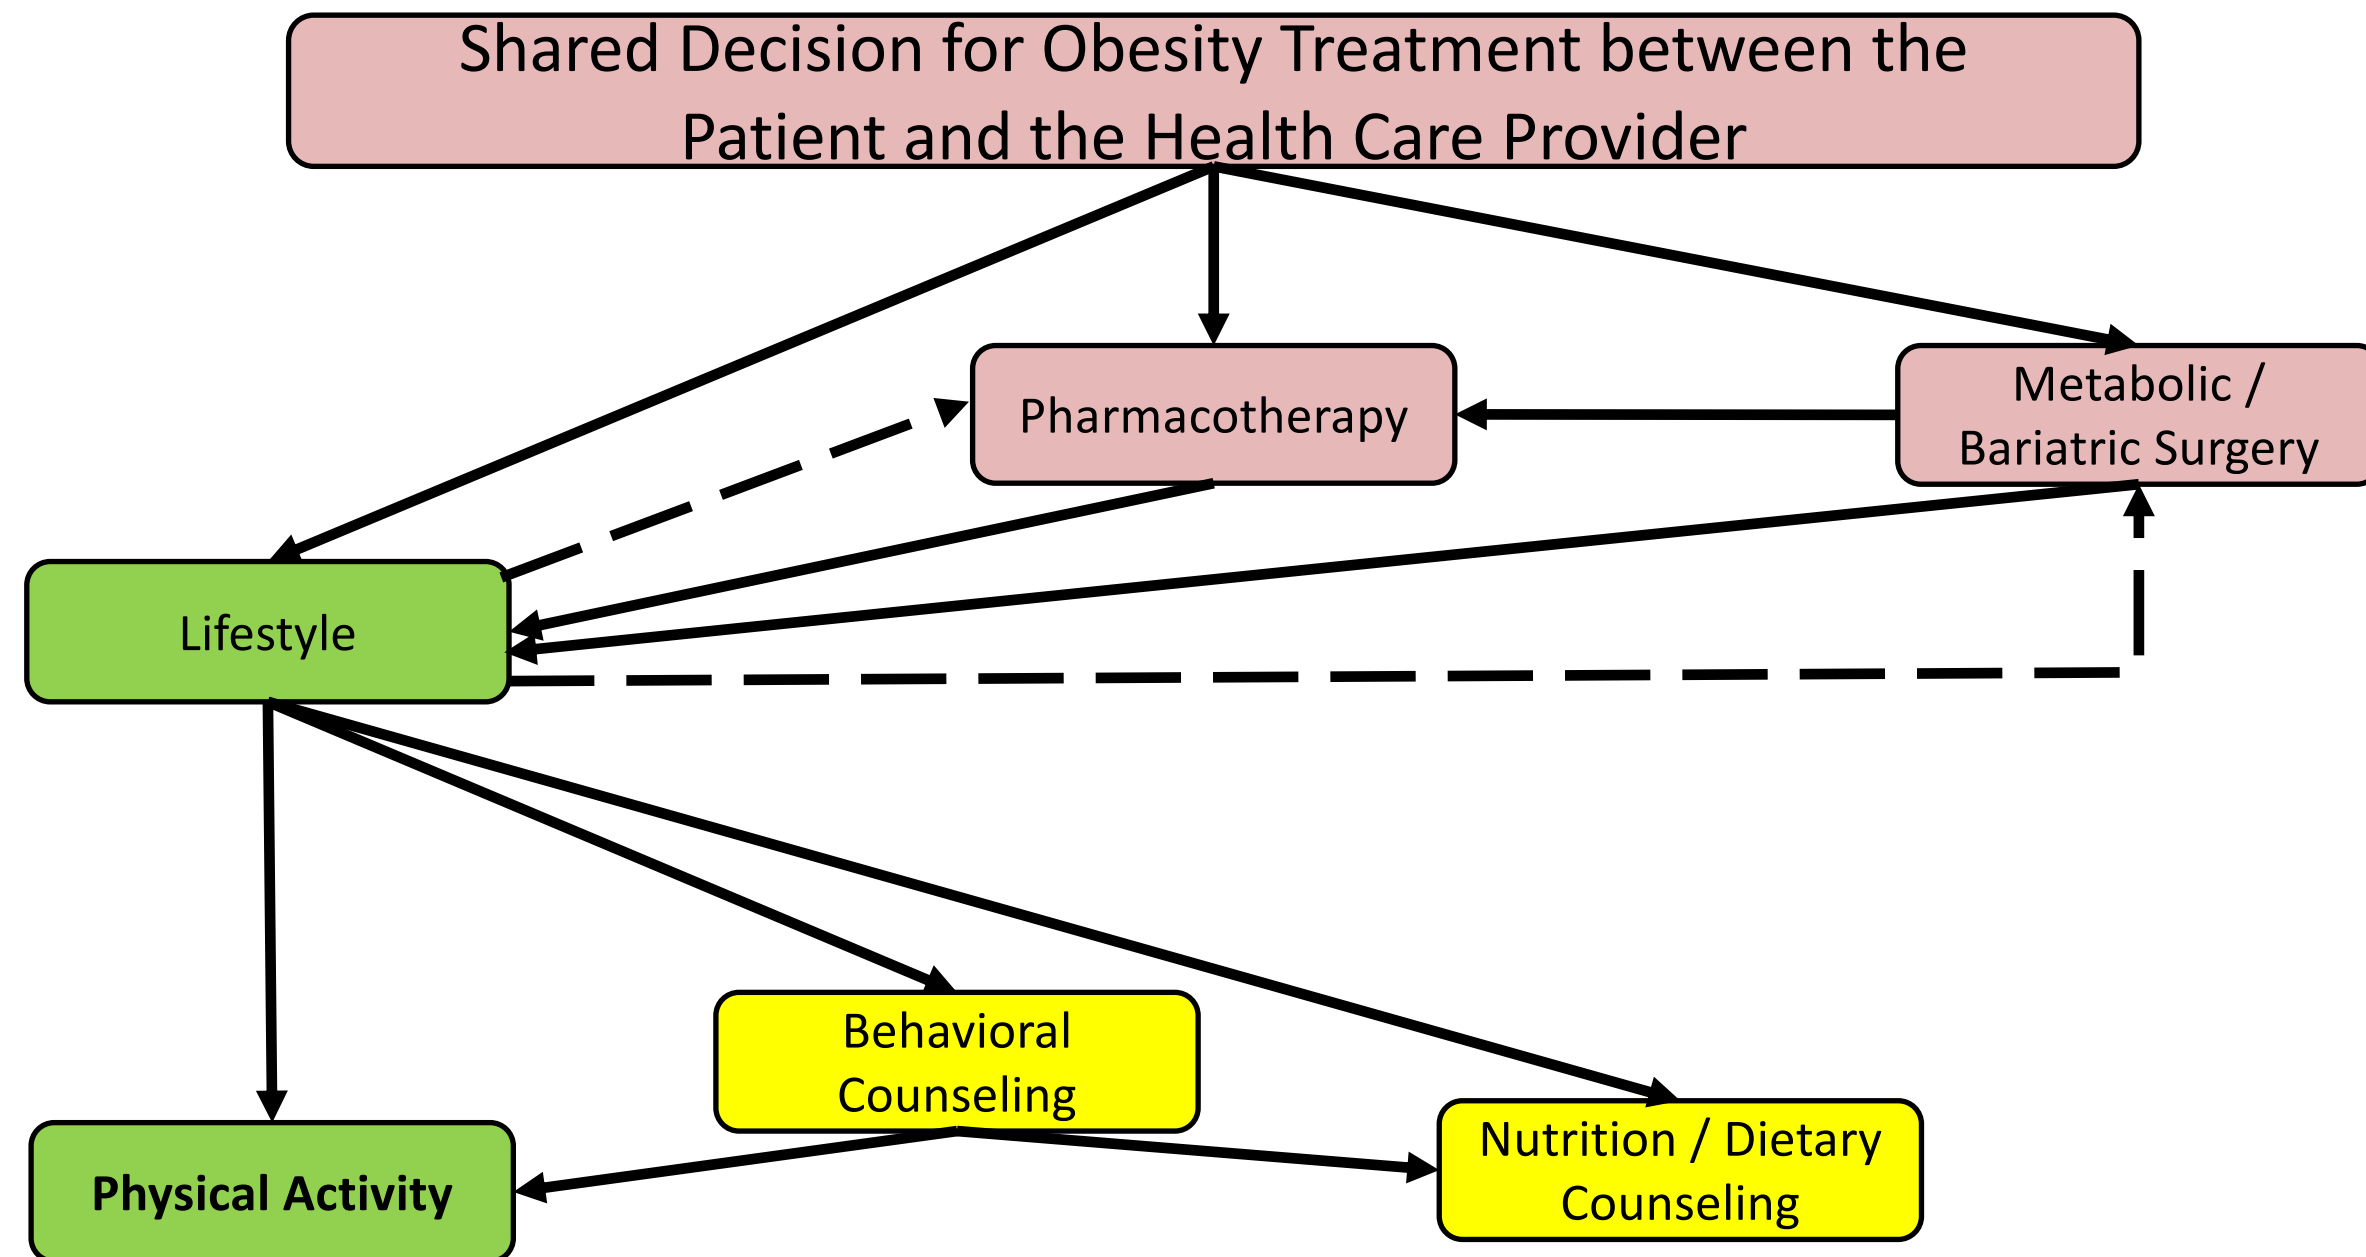 Shared Decision for Obesity Treatment between the
Patient and the Health Care Provider
Pharmacotherapy
Metabolic /
Bariatric Surgery
Lifestyle
Behavioral
Counseling
Physical Activity
Nutrition / Dietary
Counseling